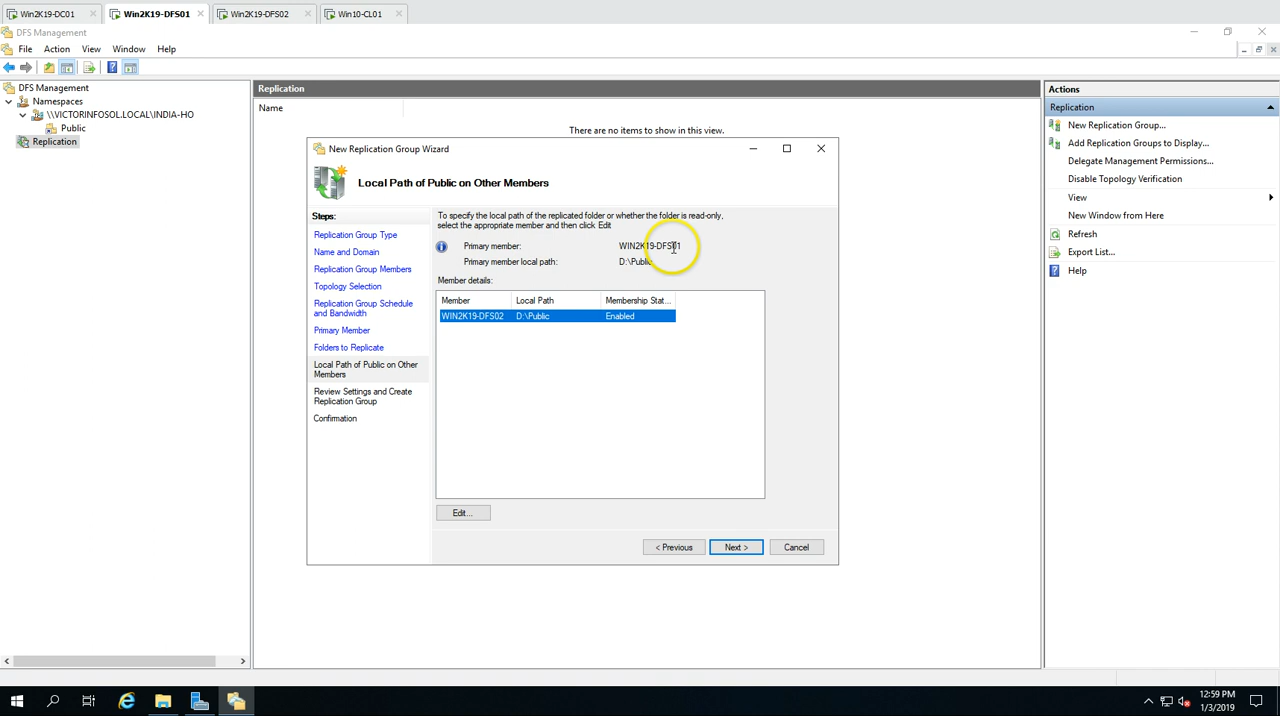 Win2K19-DC01
Win2K19-DFS01
Win2K19-DFS02
Win10-CL01
DFS Management
File Action View Window Help
DFS Management
Namespaces
\\VICTORINFOSOL.LOCAL\INDIA-HO
Public
Replication
Replication
Name
There are no items to show in this view.
New Replication Group Wizard
Local Path of Public on Other Members
Steps:
Replication Group Type
Name and Domain
Replication Group Members
Topology Selection
Replication Group Schedule
and Bandwidth
Primary Member
Folders to Replicate
Local Path of Public on Other
Members
Review Settings and Create
Replication Group
Confirmation
To specify the local path of the replicated folder or whether the folder is read-only,
select the appropriate member and then click Edit
Primary member: WIN2K19-DFS01
Primary member local path: D:\Public
Member details:
Member Local Path Membership Stat...
WIN2K19-DFS02 D:\Public Enabled
Edit...
< Previous
Next >
Cancel
Actions
Replication
New Replication Group...
Add Replication Groups to Display...
Delegate Management Permissions...
Disable Topology Verification
View
New Window from Here
Refresh
Export List...
Help
12:59 PM
1/3/2019